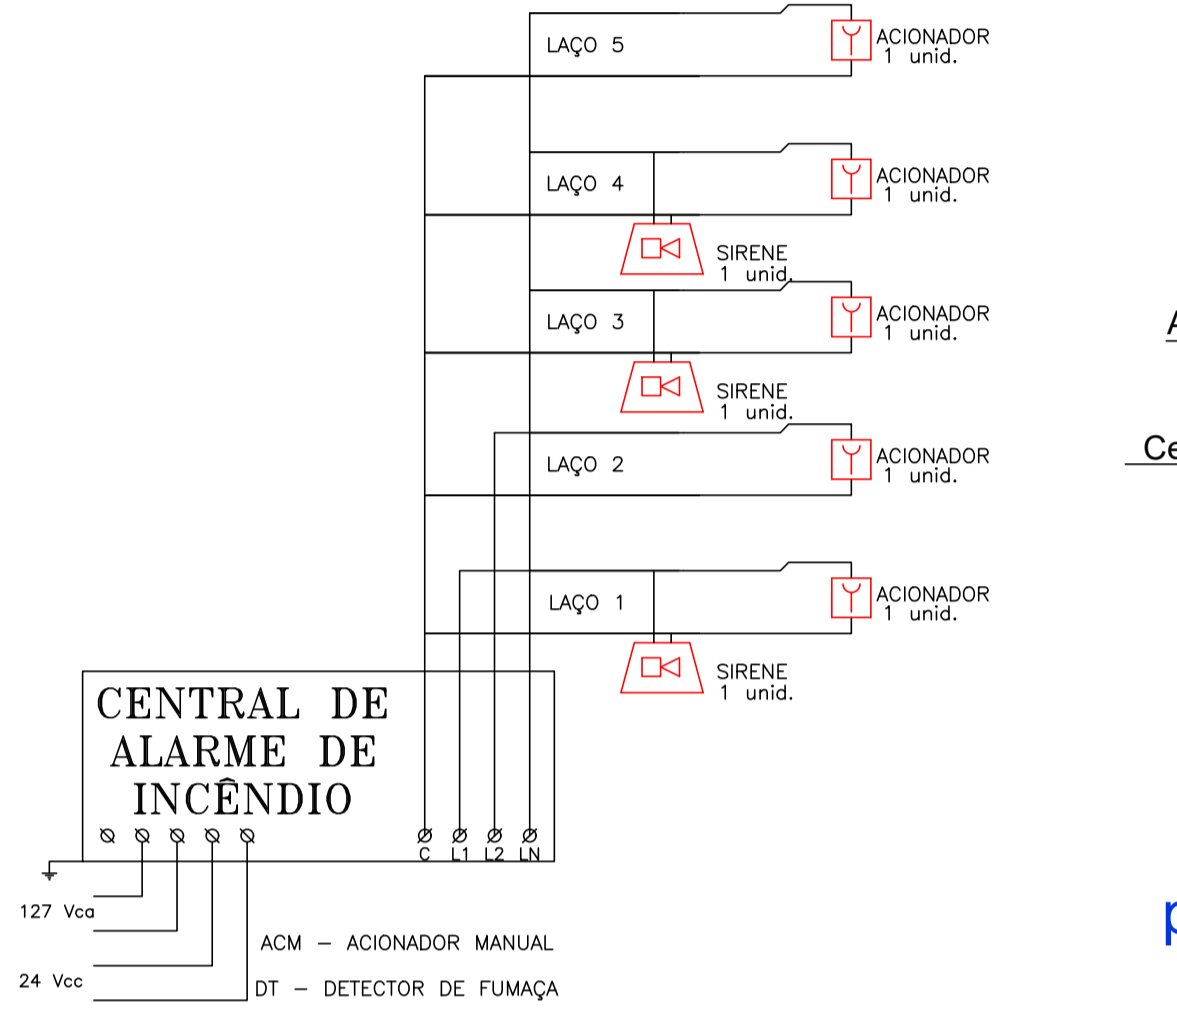 LAÇO 5
ACIONADOR
1 unid.
LAÇO 4
ACIONADOR
1 unid.
SIRENE
1 unid.
LAÇO 3
ACIONADOR
1 unid.
SIRENE
1 unid.
LAÇO 2
ACIONADOR
1 unid.
LAÇO 1
ACIONADOR
1 unid.
SIRENE
1 unid.
CENTRAL DE
ALARME DE
INCÊNDIO
C L1 L2 LN
127 Vca
24 Vcc
ACM – ACIONADOR MANUAL
DT – DETECTOR DE FUMAÇA